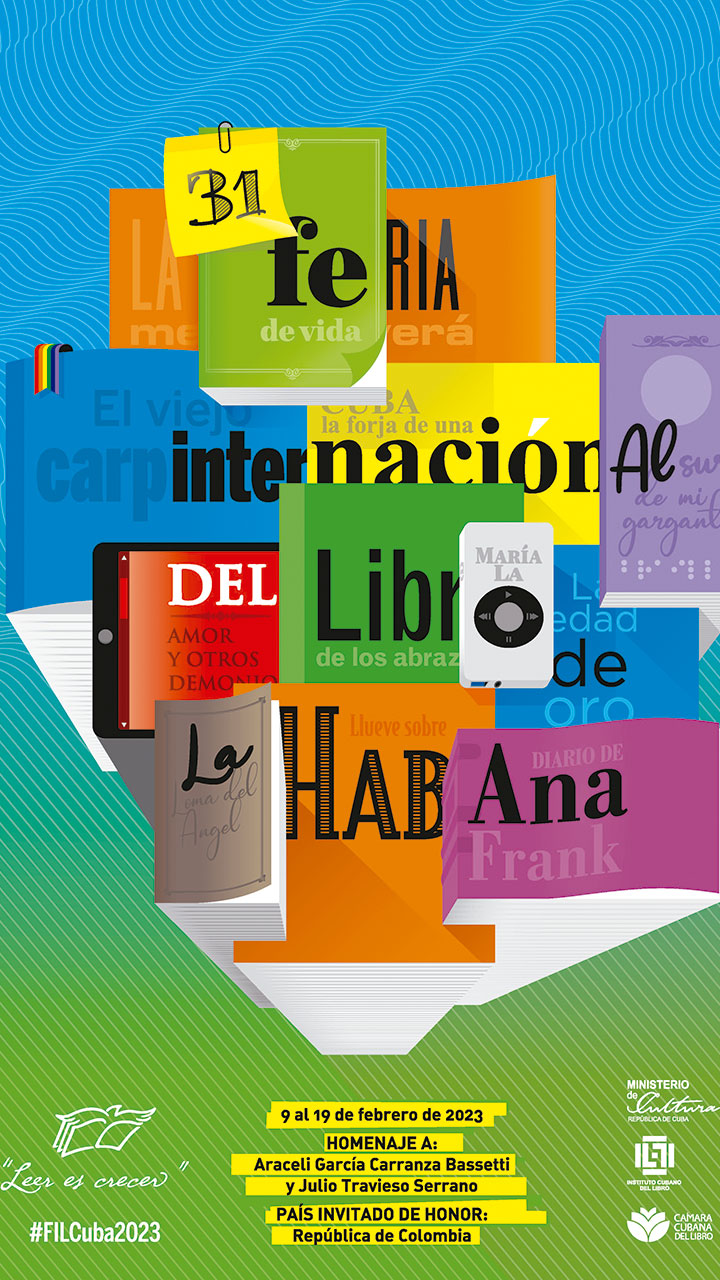 31
LA
fe
RIA
de vida
me
verá
El viejo
carpinter
CUBA
la forja de una
nación
Al sur
de mi
gargant
DEL
AMOR
Y OTROS
DEMONIO
Libr
de los abraz
MARÍA
LA
La
edad
de
oro
La
Loma del
Angel
Llueve sobre
HAB
DIARIO DE
Ana
Frank
"Leer es crecer"
#FILCuba2023
9 al 19 de febrero de 2023
HOMENAJE A:
Araceli García Carranza Bassetti
y Julio Travieso Serrano
PAÍS INVITADO DE HONOR:
República de Colombia
MINISTERIO
de Cultura
REPÚBLICA DE CUBA
INSTITUTO CUBANO
DEL LIBRO
CÁMARA
CUBANA
DEL LIBRO